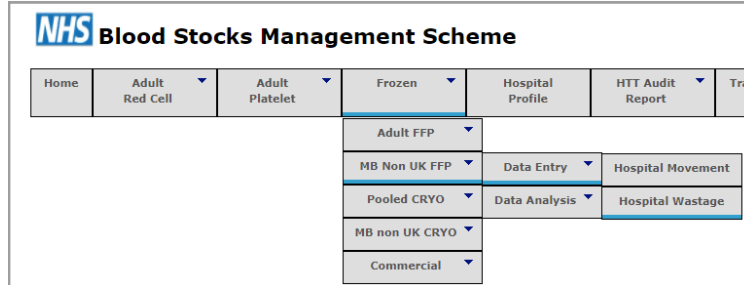 NHS Blood Stocks Management Scheme
Home
Adult
Red Cell
Adult
Platelet
Frozen
Hospital
Profile
HTT Audit
Report
Adult FFP
MB Non UK FFP
Data Entry
Hospital Movement
Pooled CRYO
Data Analysis
Hospital Wastage
MB non UK CRYO
Commercial